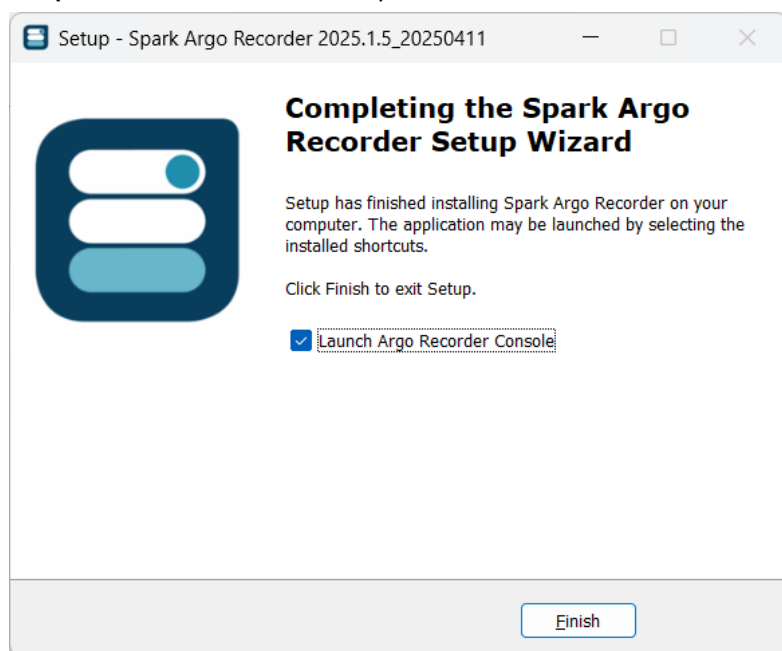 Setup - Spark Argo Recorder 2025.1.5_20250411
Completing the Spark Argo
Recorder Setup Wizard
Setup has finished installing Spark Argo Recorder on your
computer. The application may be launched by selecting the
installed shortcuts.
Click Finish to exit Setup.
Launch Argo Recorder Console
Finish